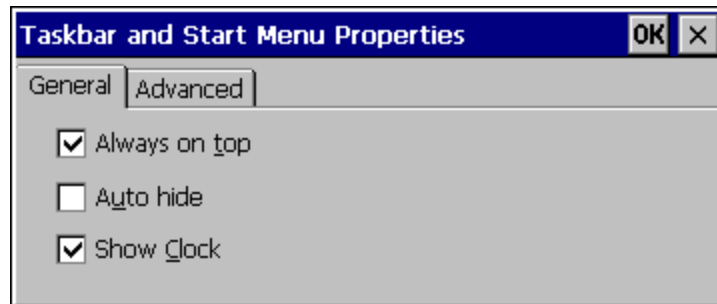 Taskbar and Start Menu Properties OK ×
General Advanced
Always on top
Auto hide
Show Clock